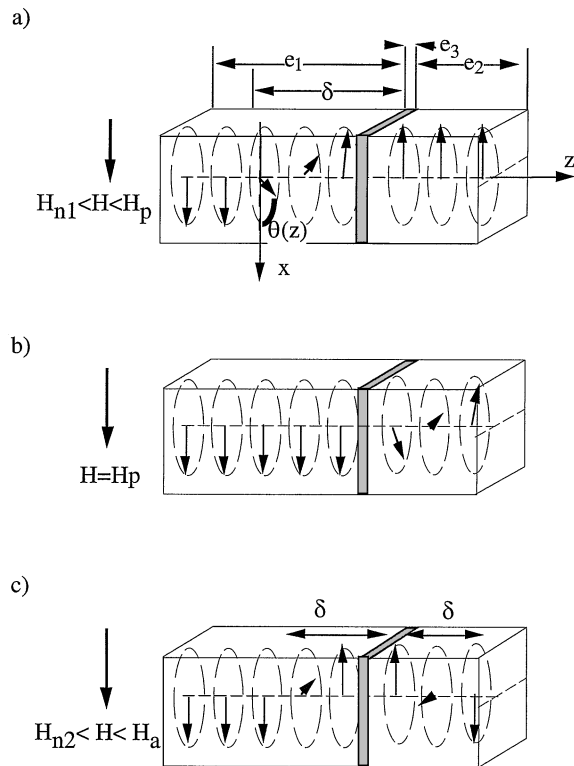 a)
e₃
e₁
e₂
δ
z
Hₙ₁<H<Hₚ
θ(z)
x
b)
H=Hp
c)
δ
δ
Hₙ₂< H< Hₐ